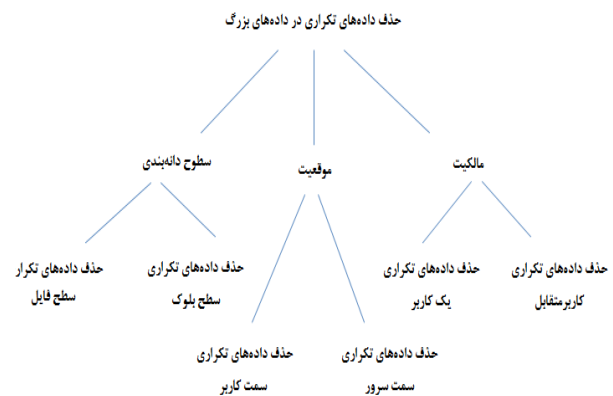 حذف داده‌های تکراری در داده‌های بزرگ
مالکیت
موقعیت
سطوح دانه‌بندی
حذف داده‌های تکراری
کاربرمتقابل
حذف داده‌های تکراری
یک کاربر
حذف داده‌های تکراری
سطح بلوک
حذف داده‌های تکرار
سطح فایل
حذف داده‌های تکراری
سمت سرور
حذف داده‌های تکراری
سمت کاربر